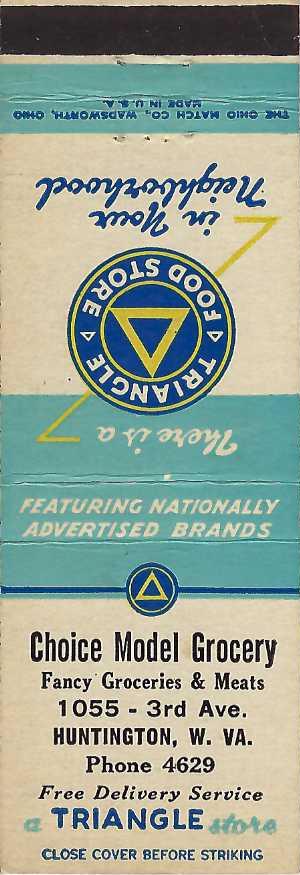 THE OHIO MATCH CO., WADSWORTH, OHIO
MADE IN U.S.A.
There is a
TRIANGLE
FOOD STORE
in Your
Neighborhood
FEATURING NATIONALLY
ADVERTISED BRANDS
Choice Model Grocery
Fancy Groceries & Meats
1055 - 3rd Ave.
HUNTINGTON, W. VA.
Phone 4629
Free Delivery Service
a TRIANGLE store
CLOSE COVER BEFORE STRIKING